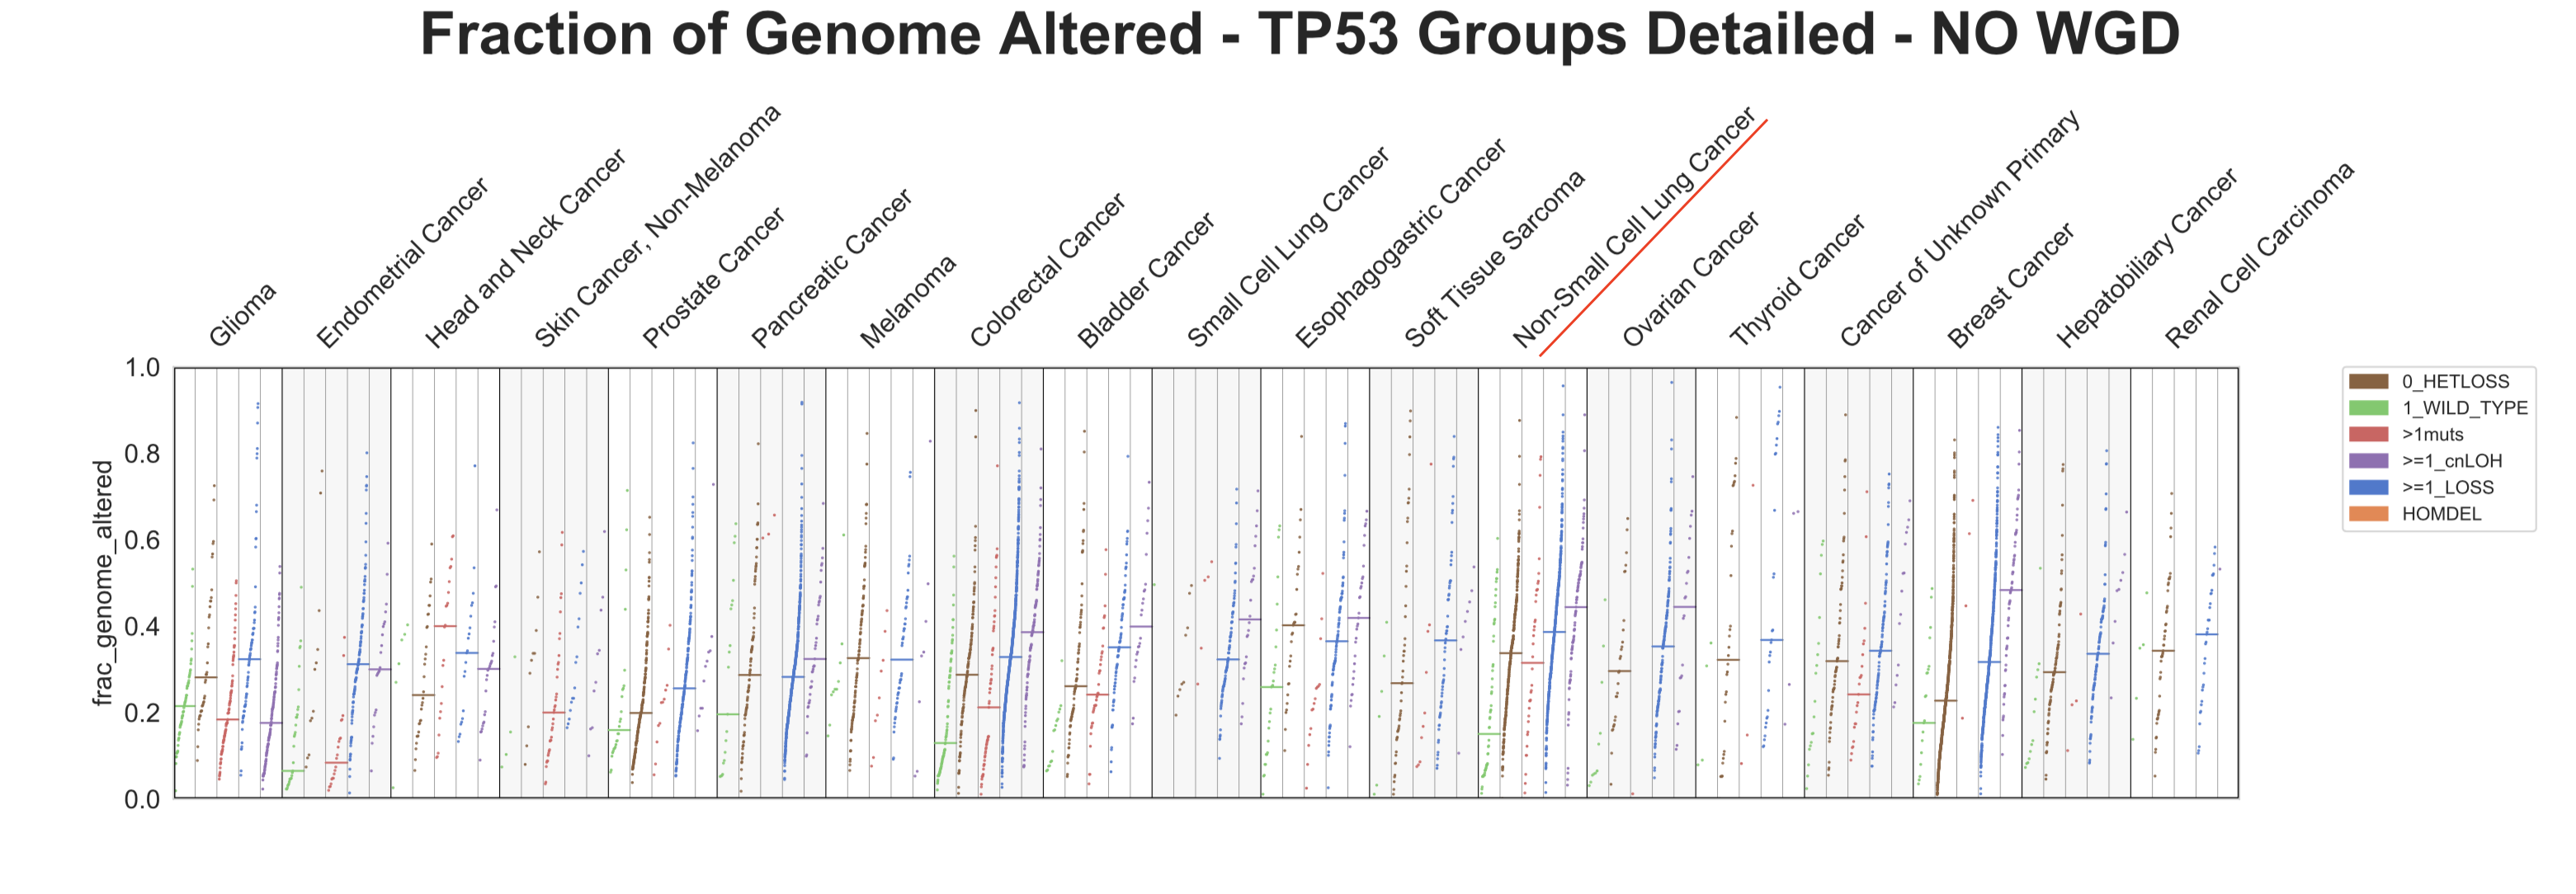 Fraction of Genome Altered - TP53 Groups Detailed - NO WGD
Glioma
Endometrial Cancer
Head and Neck Cancer
Skin Cancer, Non-Melanoma
Prostate Cancer
Pancreatic Cancer
Melanoma
Colorectal Cancer
Bladder Cancer
Small Cell Lung Cancer
Esophagogastric Cancer
Soft Tissue Sarcoma
Non-Small Cell Lung Cancer
Ovarian Cancer
Thyroid Cancer
Cancer of Unknown Primary
Breast Cancer
Hepatobiliary Cancer
Renal Cell Carcinoma
frac_genome_altered
1.0
0.8
0.6
0.4
0.2
0.0
0_HETLOSS
1_WILD_TYPE
>1muts
>=1_cnLOH
>=1_LOSS
HOMDEL